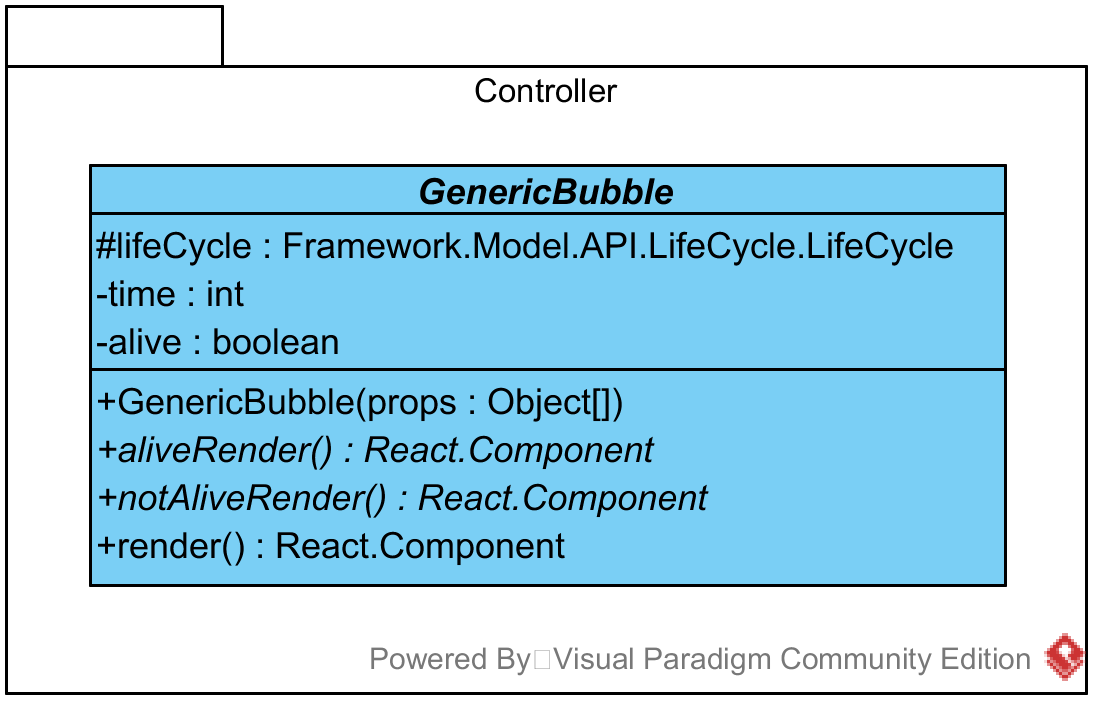 Controller
GenericBubble
#lifeCycle : Framework.Model.API.LifeCycle.LifeCycle
-time : int
-alive : boolean
+GenericBubble(props : Object[])
+aliveRender() : React.Component
+notAliveRender() : React.Component
+render() : React.Component
Powered By□Visual Paradigm Community Edition